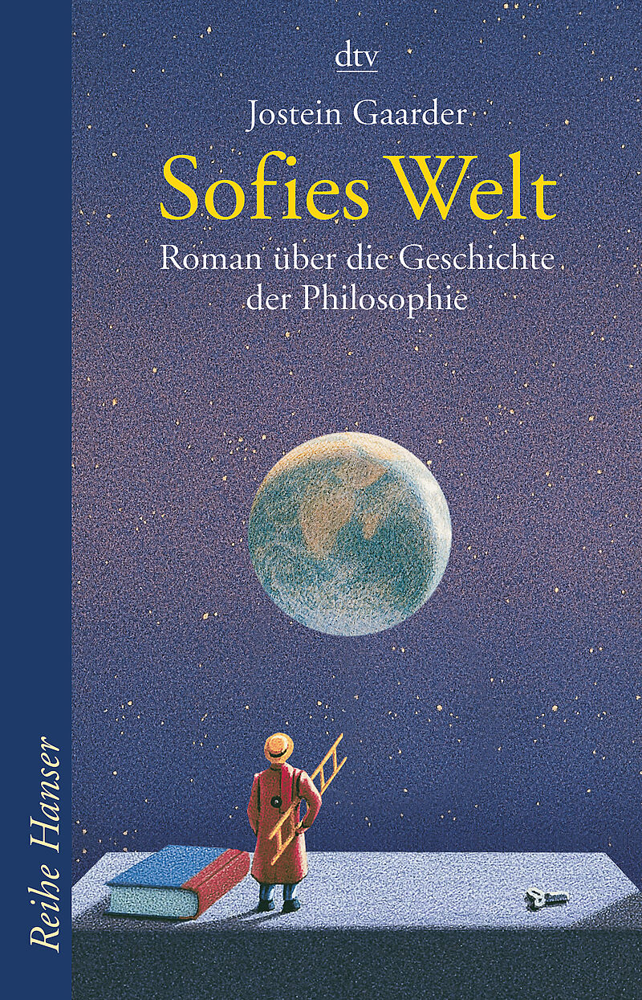 dtv
Jostein Gaarder
Sofies Welt
Roman über die Geschichte
der Philosophie
Reihe Hanser